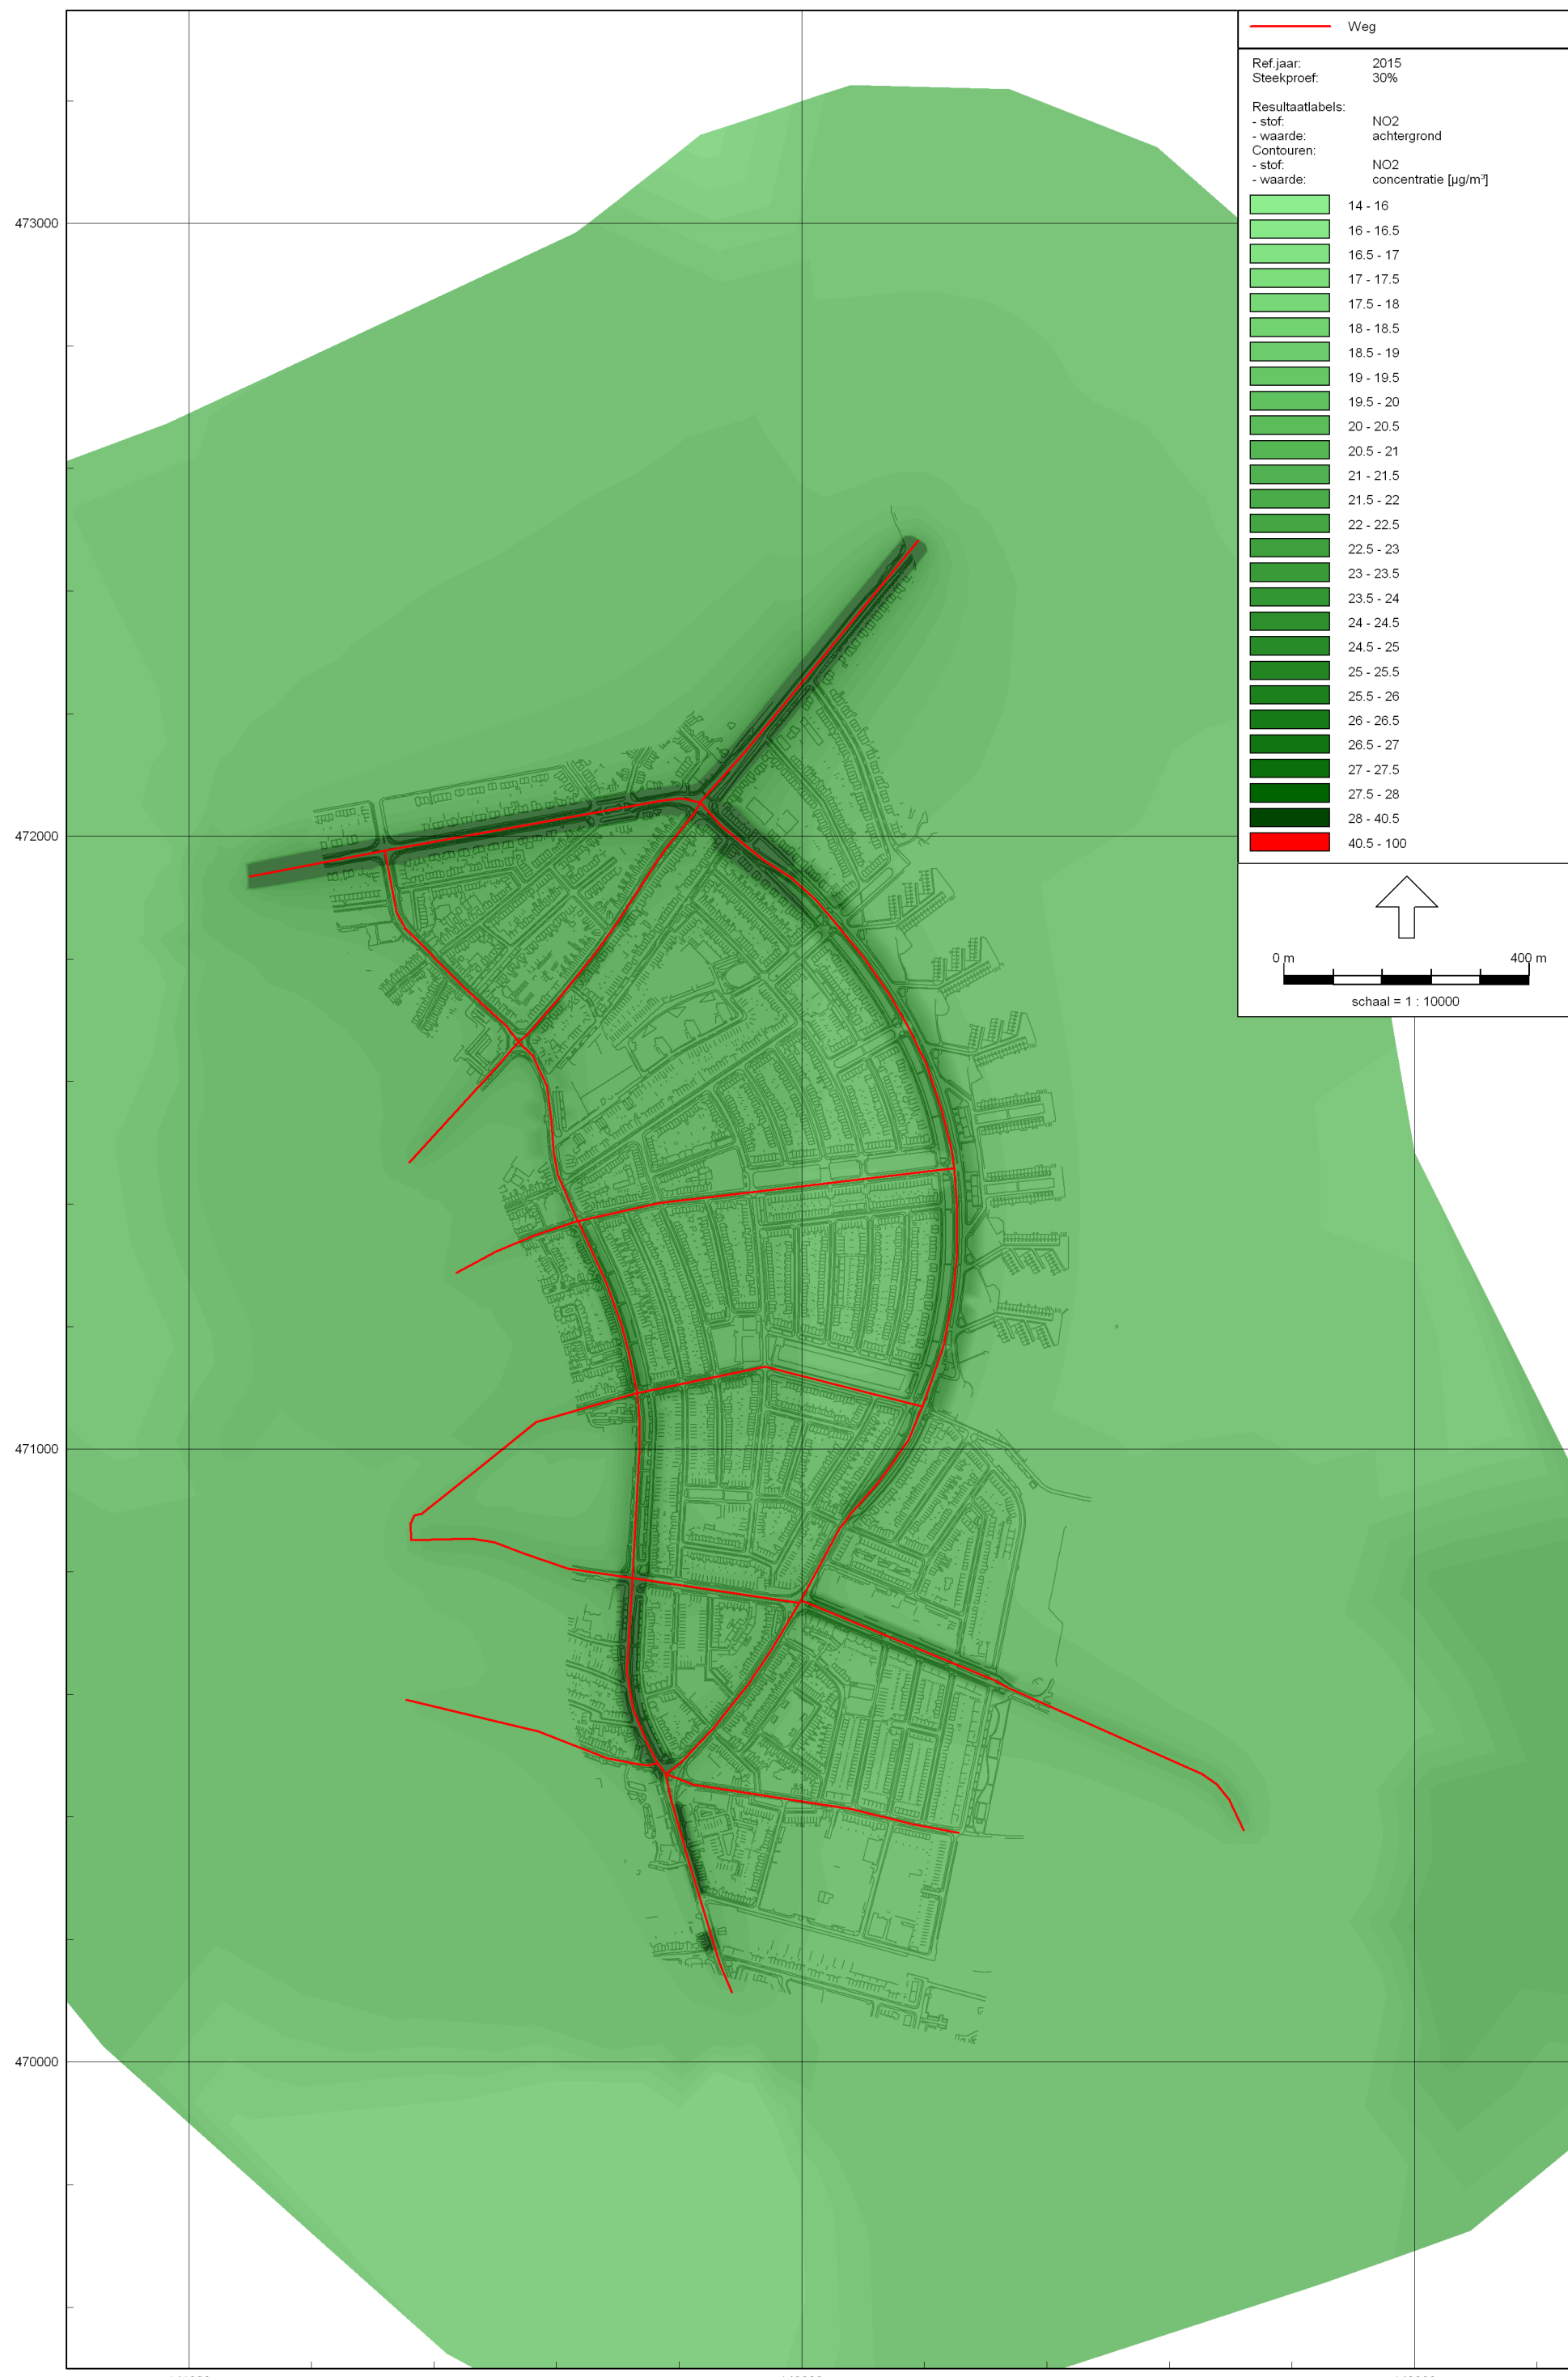 Weg
Ref.jaar: 2015
Steekproef: 30%
Resultaatlabels:
- stof: NO2
- waarde: achtergrond
Contouren:
- stof: NO2
- waarde: concentratie [µg/m³]
14 - 16
16 - 16.5
16.5 - 17
17 - 17.5
17.5 - 18
18 - 18.5
18.5 - 19
19 - 19.5
19.5 - 20
20 - 20.5
20.5 - 21
21 - 21.5
21.5 - 22
22 - 22.5
22.5 - 23
23 - 23.5
23.5 - 24
24 - 24.5
24.5 - 25
25 - 25.5
25.5 - 26
26 - 26.5
26.5 - 27
27 - 27.5
27.5 - 28
28 - 40.5
40.5 - 100
0 m 400 m
schaal = 1 : 10000
473000
472000
471000
470000